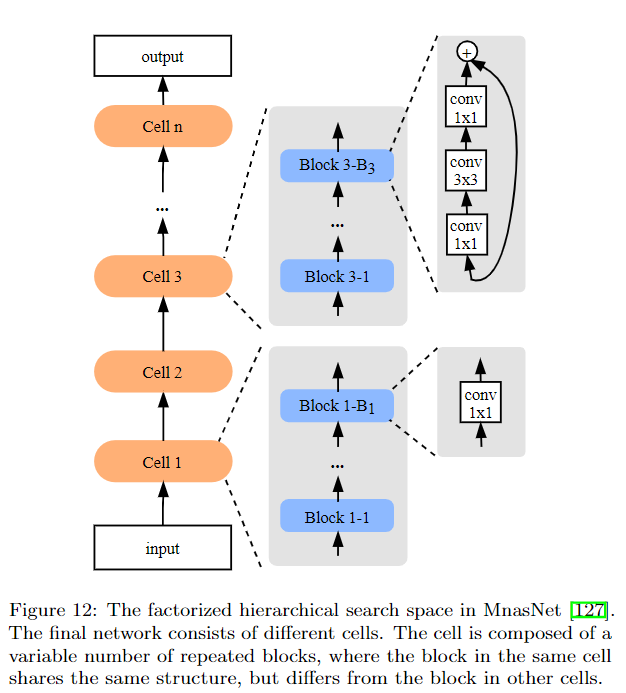 output
Cell n
...
Cell 3
Cell 2
Cell 1
input
Block 3-B3
...
Block 3-1
Block 1-B1
...
Block 1-1
+
conv
1x1
conv
3x3
conv
1x1
conv
1x1
Figure 12: The factorized hierarchical search space in MnasNet [127].
The final network consists of different cells. The cell is composed of a
variable number of repeated blocks, where the block in the same cell
shares the same structure, but differs from the block in other cells.